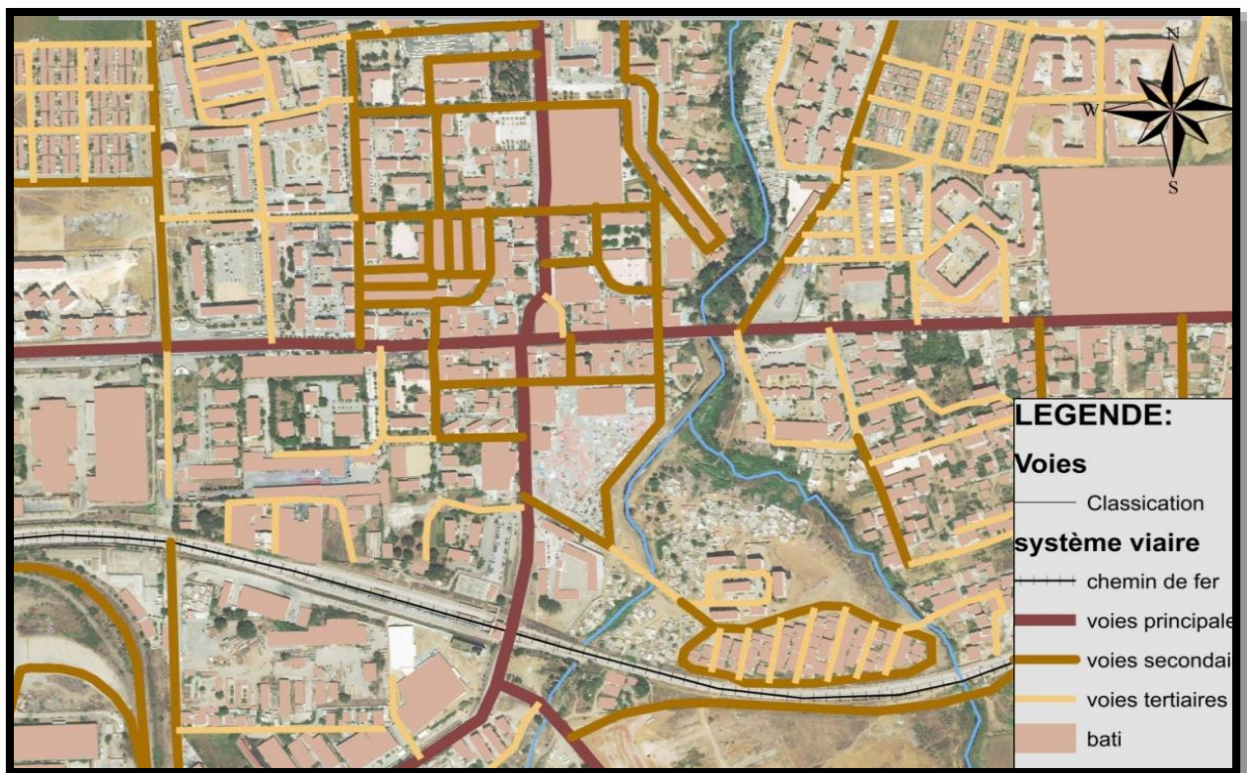 N
W
S
LEGENDE:
Voies
Classication
système viaire
chemin de fer
voies principale
voies secondai
voies tertiaires
bati